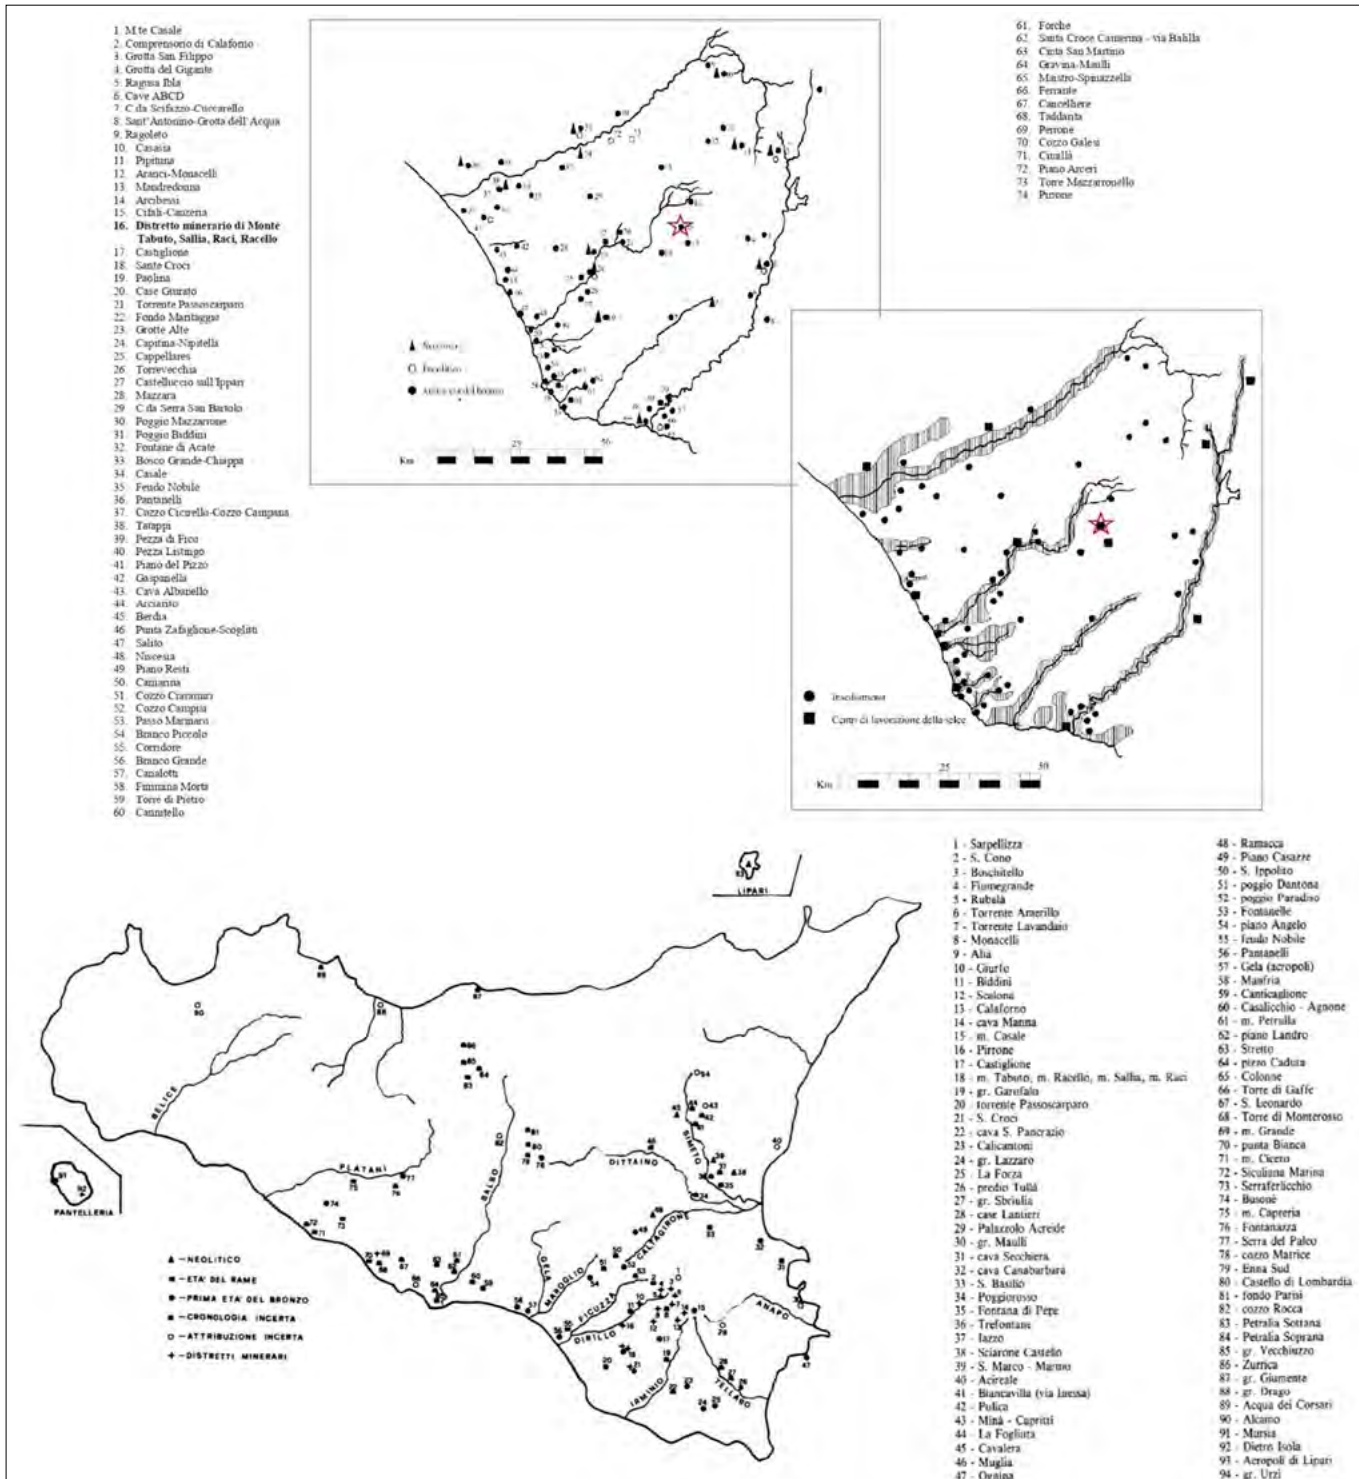 1. M.te Casale
2. Comprensorio di Calaforno
3. Grotta San Filippo
4. Grotta del Gigante
5. Ragusa Ibla
6. Cave ABCD
7. C.da Scifazzo-Cuccarello
8. Sant'Antonino-Grotta dell'Acqua
9. Ragoleto
10. Casasia
11. Pipituna
12. Aranci-Monacelli
13. Mandredonna
14. Arcibessi
15. Cifali-Canzeria
16. Distretto minerario di Monte
Tabuto, Sallia, Raci, Racello
17. Castiglione
18. Sante Croci
19. Paolina
20. Case Giurato
21. Torrente Passoscarparo
22. Fondo Mantaggio
23. Grotte Alte
24. Capitina-Nipitella
25. Cappellares
26. Torrevecchia
27. Castelluccio sull'Ippari
28. Mazzara
29. C.da Serra San Bartolo
30. Poggio Mazzarrone
31. Poggio Biddini
32. Fontane di Acate
33. Bosco Grande-Chiappa
34. Casale
35. Feudo Nobile
36. Pantanelli
37. Cozzo Cicirello-Cozzo Campana
38. Tatappi
39. Pezza di Fico
40. Pezza Listingo
41. Piano del Pizzo
42. Gaspanella
43. Cava Albanello
44. Arcianito
45. Berdia
46. Punta Zafaglione-Scoglitti
47. Salito
48. Niscescia
49. Piano Resti
50. Camarina
51. Cozzo Ciaramiri
52. Cozzo Campisi
53. Passo Marinaro
54. Branco Piccolo
55. Corridore
56. Branco Grande
57. Canalotti
58. Fiumara Morta
59. Torre di Pietro
60. Cannitello
61. Forche
62. Santa Croce Camerina - via Balilla
63. Cinta San Martino
64. Gravina-Maulli
65. Mastro-Spinazzella
66. Ferrante
67. Cancelliere
68. Taddanta
69. Perrone
70. Cozzo Galesi
71. Ciuallà
72. Piano Arceri
73. Torre Mazzarronello
74. Pirrone
Neolitico
Eneolitico
Antica età del bronzo
Km 25 50
Insediamenti
Centri di lavorazione della selce
Km 25 50
LIPARI
PANTELLERIA
BELICE
PLATANI
SALSO
DITTAINO
SIMETO
GELA
MAROGLIO
CALTAGIRONE
FICUZZA
DIRILLO
IRMINIO
TELLARO
ANAPO
▲ – NEOLITICO
■ – ETA' DEL RAME
● – PRIMA ETA' DEL BRONZO
– CRONOLOGIA INCERTA
○ – ATTRIBUZIONE INCERTA
+ – DISTRETTI MINERARI
1 - Sarpellizza
2 - S. Cono
3 - Boschitello
4 - Fiumegrande
5 - Rubalà
6 - Torrente Amerillo
7 - Torrente Lavandaio
8 - Monacelli
9 - Alia
10 - Giurfo
11 - Biddini
12 - Scalona
13 - Calaforno
14 - cava Manna
15 - m. Casale
16 - Pirrone
17 - Castiglione
18 - m. Tabuto, m. Racello, m. Sallia, m. Raci
19 - gr. Garofalo
20 - torrente Passoscarparo
21 - S. Croci
22 - cava S. Pancrazio
23 - Calicantoni
24 - gr. Lazzaro
25 - La Forza
26 - predio Tullà
27 - gr. Sbriulia
28 - case Lantieri
29 - Palazzolo Acreide
30 - gr. Maulli
31 - cava Secchiera
32 - cava Canabarbara
33 - S. Basilio
34 - Poggiorosso
35 - Fontana di Pepe
36 - Trefontane
37 - Iazzo
38 - Sciarone Castello
39 - S. Marco - Marmo
40 - Acireale
41 - Biancavilla (via Inessa)
42 - Pulica
43 - Minà - Capritti
44 - La Fogliuta
45 - Cavalera
46 - Muglia
47 - Ognina
48 - Ramacca
49 - Piano Casazze
50 - S. Ippolito
51 - poggio Dantona
52 - poggio Paradiso
53 - Fontanelle
54 - piano Angelo
55 - feudo Nobile
56 - Pantanelli
57 - Gela (acropoli)
58 - Manfria
59 - Canticaglione
60 - Casalicchio - Agnone
61 - m. Petrulla
62 - piano Landro
63 - Stretto
64 - pizzo Caduta
65 - Colonne
66 - Torre di Gaffe
67 - S. Leonardo
68 - Torre di Monterosso
69 - m. Grande
70 - punta Bianca
71 - m. Cicero
72 - Siculiana Marina
73 - Serraferlicchio
74 - Busonè
75 - m. Capreria
76 - Fontanazza
77 - Serra del Palco
78 - cozzo Matrice
79 - Enna Sud
80 - Castello di Lombardia
81 - fondo Parisi
82 - cozzo Rocca
83 - Petralia Sottana
84 - Petralia Soprana
85 - gr. Vecchiuzzo
86 - Zurrica
87 - gr. Giumente
88 - gr. Drago
89 - Acqua dei Corsari
90 - Alcamo
91 - Mursia
92 - Dietro Isola
93 - Acropoli di Lipari
94 - gr. Urzì